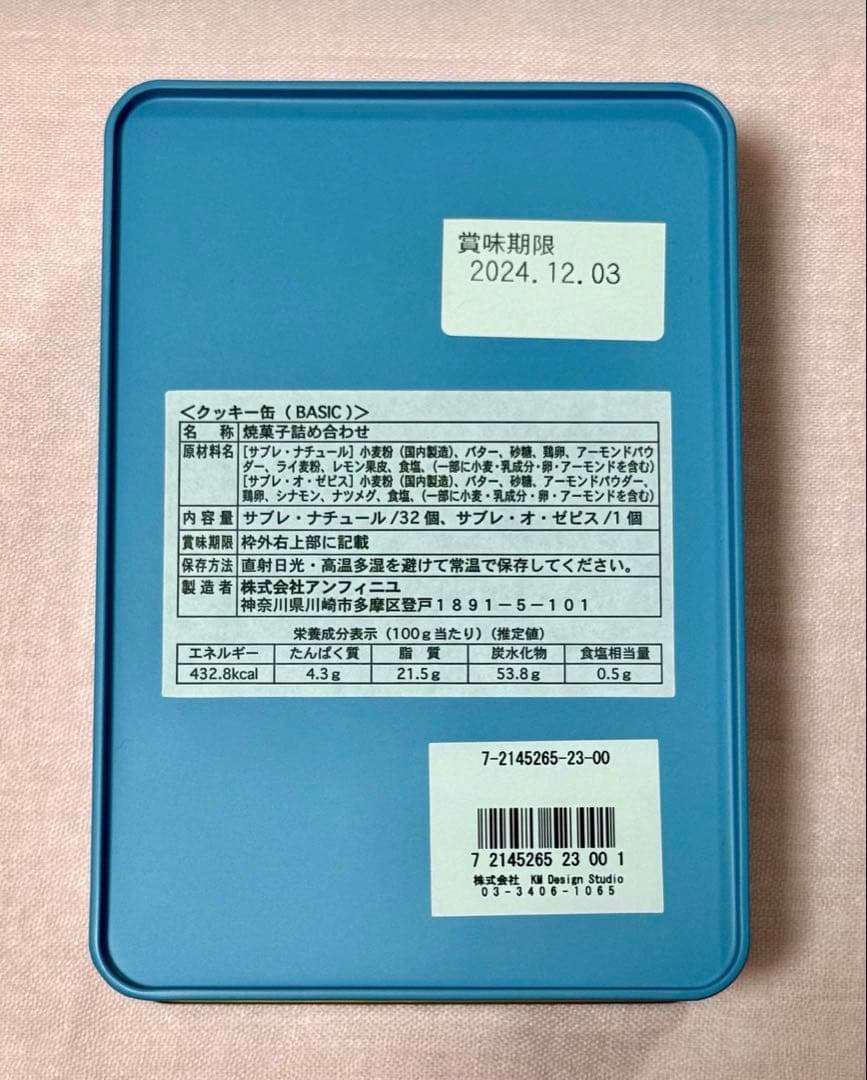 賞味期限
2024.12.03
＜クッキー缶（BASIC）＞
名　称 焼菓子詰め合わせ
原材料名 [サブレ・ナチュール] 小麦粉（国内製造）、バター、砂糖、鶏卵、アーモンドパウ
ダー、ライ麦粉、レモン果皮、食塩、（一部に小麦・乳成分・卵・アーモンドを含む）
[サブレ・オ・ゼピス] 小麦粉（国内製造）、バター、砂糖、アーモンドパウダー、
鶏卵、シナモン、ナツメグ、食塩、（一部に小麦・乳成分・卵・アーモンドを含む）
内容量 サブレ・ナチュール/32個、サブレ・オ・ゼピス/1個
賞味期限 枠外右上部に記載
保存方法 直射日光・高温多湿を避けて常温で保存してください。
製造者 株式会社アンフィニユ
神奈川県川崎市多摩区登戸１８９１－５－１０１
栄養成分表示（100ｇ当たり）（推定値）
エネルギー たんぱく質 脂　質 炭水化物 食塩相当量
432.8kcal 4.3ｇ 21.5ｇ 53.8ｇ 0.5ｇ
7-2145265-23-00
7 2145265 23 00 1
株式会社 KM Design Studio
03-3406-1065